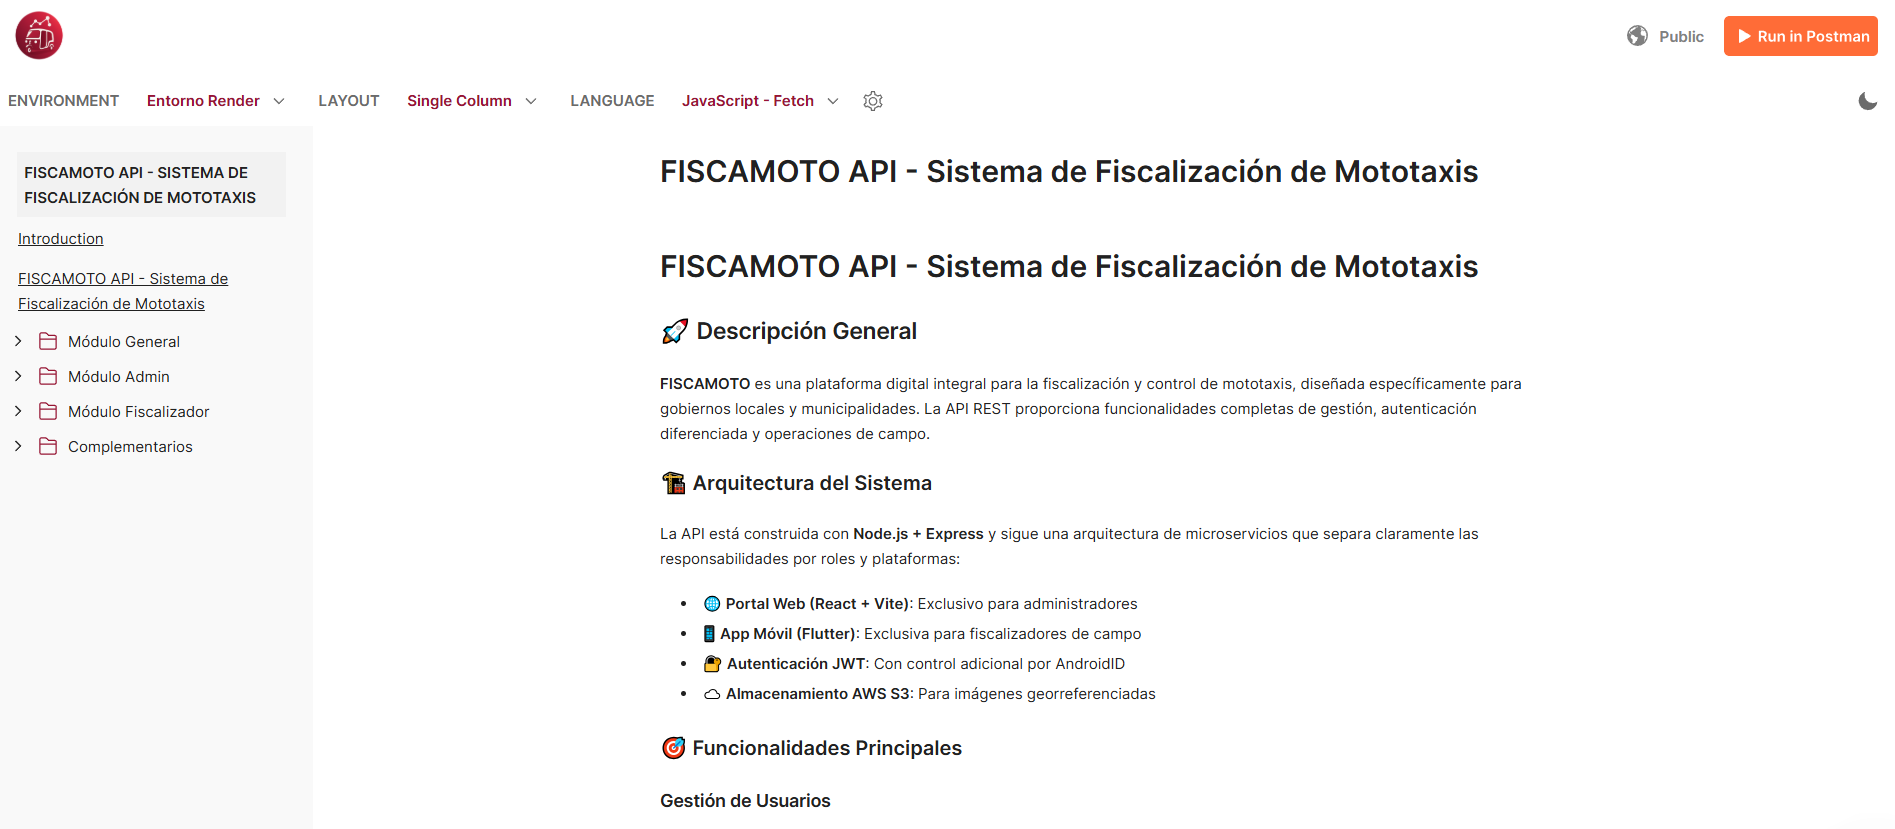 Public
Run in Postman
ENVIRONMENT Entorno Render LAYOUT Single Column LANGUAGE JavaScript - Fetch
FISCAMOTO API - SISTEMA DE
FISCALIZACIÓN DE MOTOTAXIS
Introduction
FISCAMOTO API - Sistema de
Fiscalización de Mototaxis
Módulo General
Módulo Admin
Módulo Fiscalizador
Complementarios
FISCAMOTO API - Sistema de Fiscalización de Mototaxis
FISCAMOTO API - Sistema de Fiscalización de Mototaxis
🚀 Descripción General
FISCAMOTO es una plataforma digital integral para la fiscalización y control de mototaxis, diseñada específicamente para
gobiernos locales y municipalidades. La API REST proporciona funcionalidades completas de gestión, autenticación
diferenciada y operaciones de campo.
🏗️ Arquitectura del Sistema
La API está construida con Node.js + Express y sigue una arquitectura de microservicios que separa claramente las
responsabilidades por roles y plataformas:
• 🌐 Portal Web (React + Vite): Exclusivo para administradores
• 📱 App Móvil (Flutter): Exclusiva para fiscalizadores de campo
• 🔐 Autenticación JWT: Con control adicional por AndroidID
• ☁️ Almacenamiento AWS S3: Para imágenes georreferenciadas
🎯 Funcionalidades Principales
Gestión de Usuarios